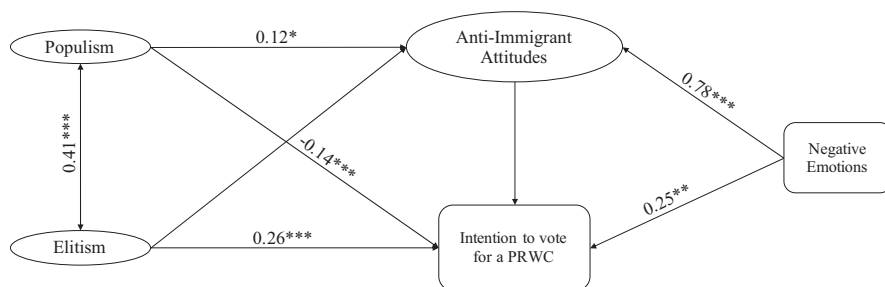 Populism
0.12*
Anti-Immigrant
Attitudes
0.41***
-0.14***
0.78***
Negative
Emotions
0.25**
Elitism
0.26***
Intention to vote
for a PRWC